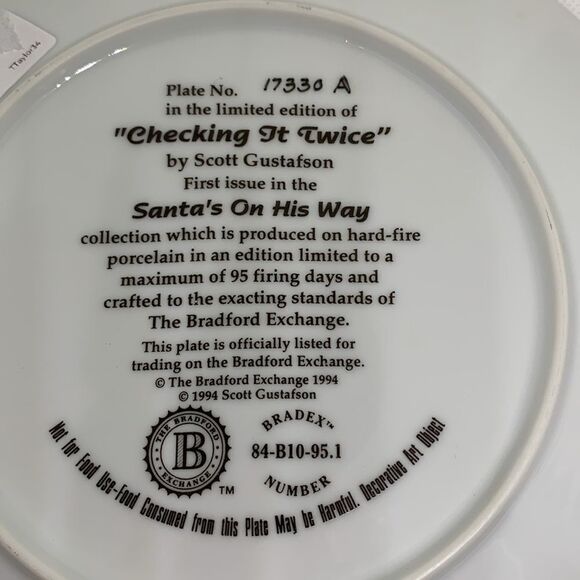 TTaylor34
Plate No. 17330 A
in the limited edition of
"Checking It Twice"
by Scott Gustafson
First issue in the
Santa's On His Way
collection which is produced on hard-fire
porcelain in an edition limited to a
maximum of 95 firing days and
crafted to the exacting standards of
The Bradford Exchange.
This plate is officially listed for
trading on the Bradford Exchange.
© The Bradford Exchange 1994
© 1994 Scott Gustafson
THE BRADFORD
B
EXCHANGE
TM
BRADEX™
84-B10-95.1
NUMBER
Not for Food Use-Food Consumed from this Plate May be Harmful. Decorative Art Object